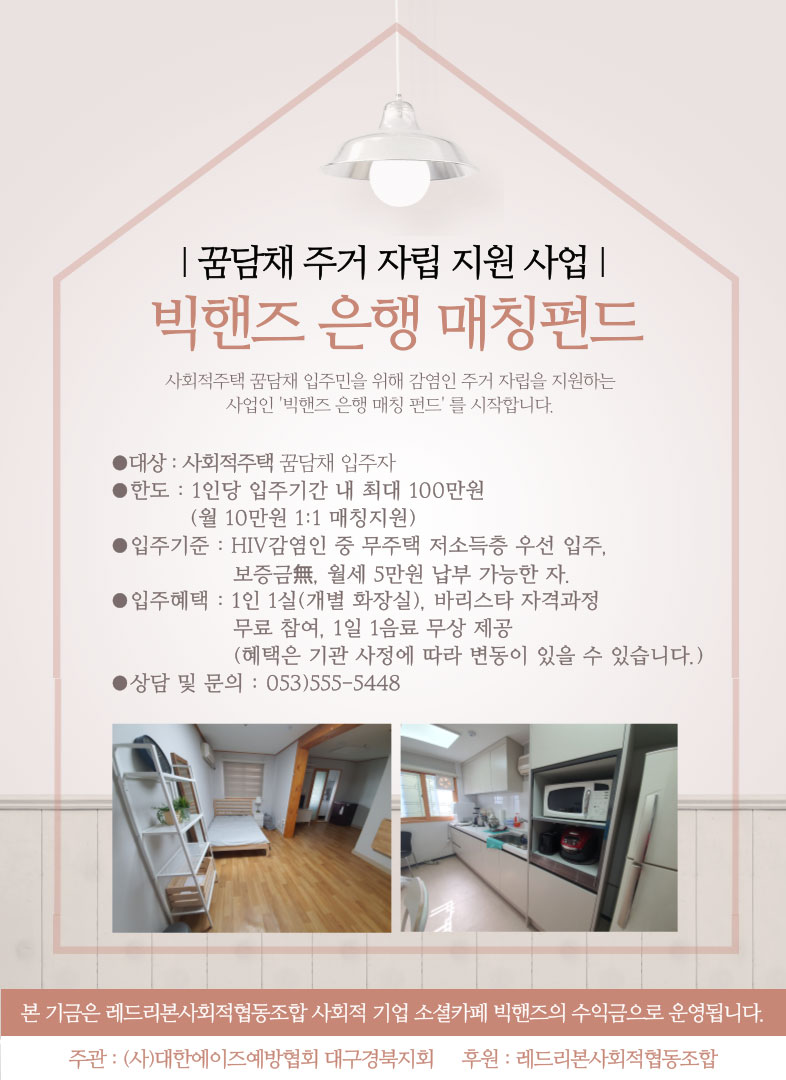 | 꿈담채 주거 자립 지원 사업 |
빅핸즈 은행 매칭펀드
사회적주택 꿈담채 입주민을 위해 감염인 주거 자립을 지원하는
사업인 '빅핸즈 은행 매칭 펀드' 를 시작합니다.
●대상 : 사회적주택 꿈담채 입주자
●한도 : 1인당 입주기간 내 최대 100만원
(월 10만원 1:1 매칭지원)
●입주기준 : HIV감염인 중 무주택 저소득층 우선 입주,
보증금無, 월세 5만원 납부 가능한 자.
●입주혜택 : 1인 1실(개별 화장실), 바리스타 자격과정
무료 참여, 1일 1음료 무상 제공
(혜택은 기관 사정에 따라 변동이 있을 수 있습니다.)
●상담 및 문의 : 053)555-5448
본 기금은 레드리본사회적협동조합 사회적 기업 소셜카페 빅핸즈의 수익금으로 운영됩니다.
주관 : (사)대한에이즈예방협회 대구경북지회 후원 : 레드리본사회적협동조합